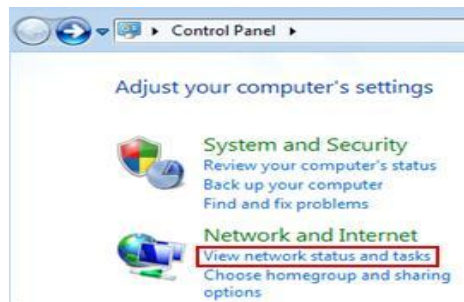 Control Panel
Adjust your computer's settings
System and Security
Review your computer's status
Back up your computer
Find and fix problems
Network and Internet
View network status and tasks
Choose homegroup and sharing
options